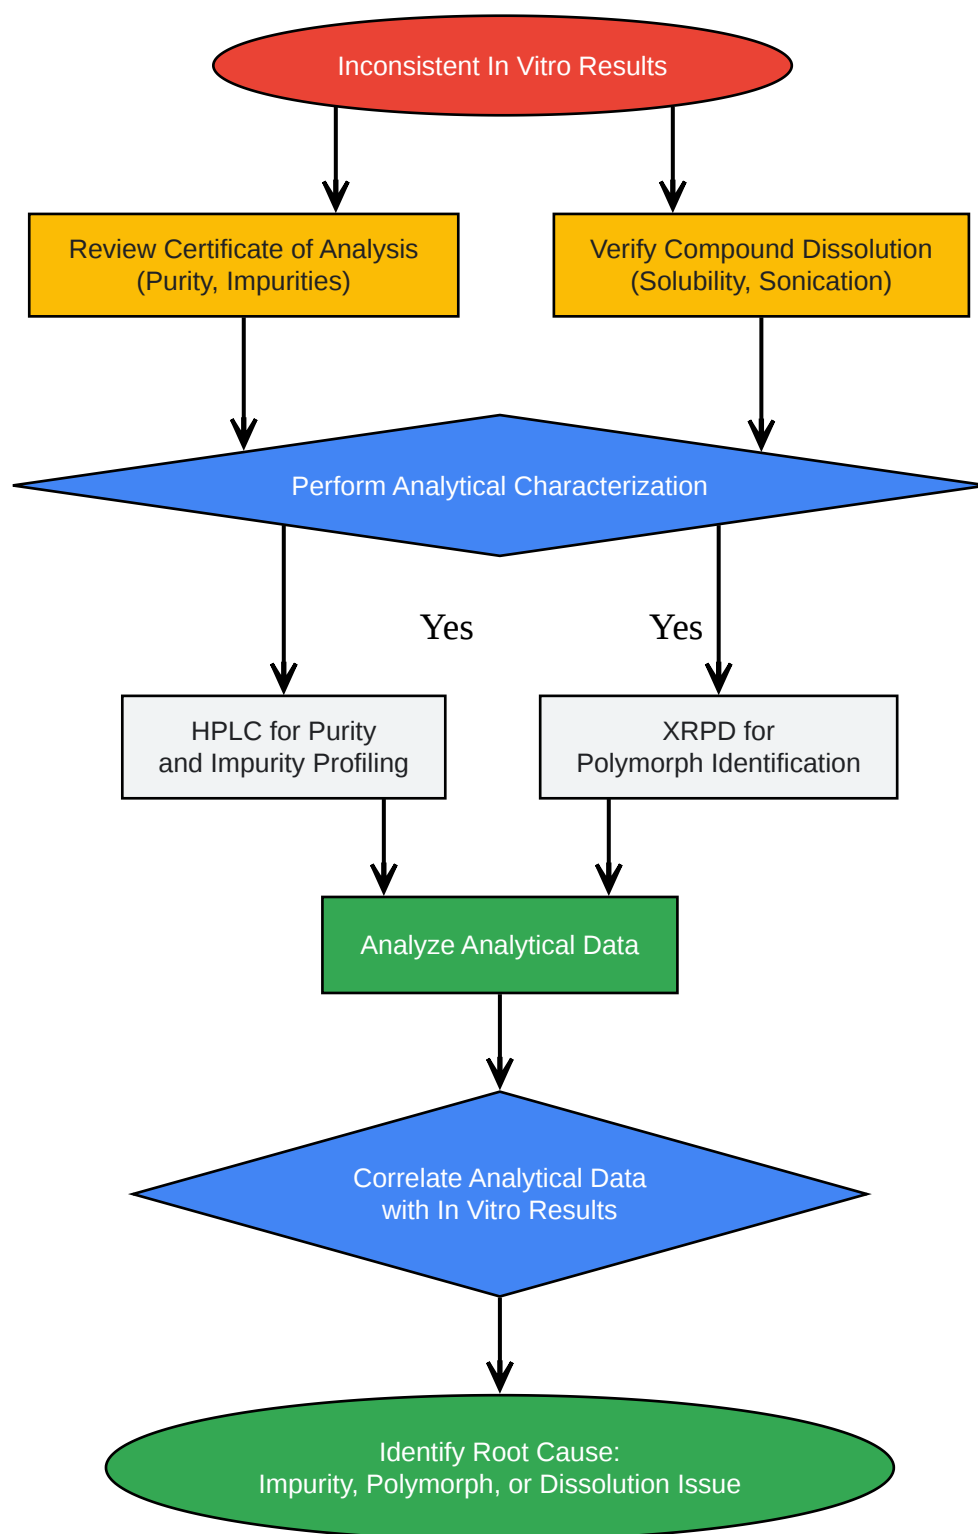 Inconsistent In Vitro Results
Review Certificate of Analysis
(Purity, Impurities)
Verify Compound Dissolution
(Solubility, Sonication)
Perform Analytical Characterization
Yes
Yes
HPLC for Purity
and Impurity Profiling
XRPD for
Polymorph Identification
Analyze Analytical Data
Correlate Analytical Data
with In Vitro Results
Identify Root Cause:
Impurity, Polymorph, or Dissolution Issue